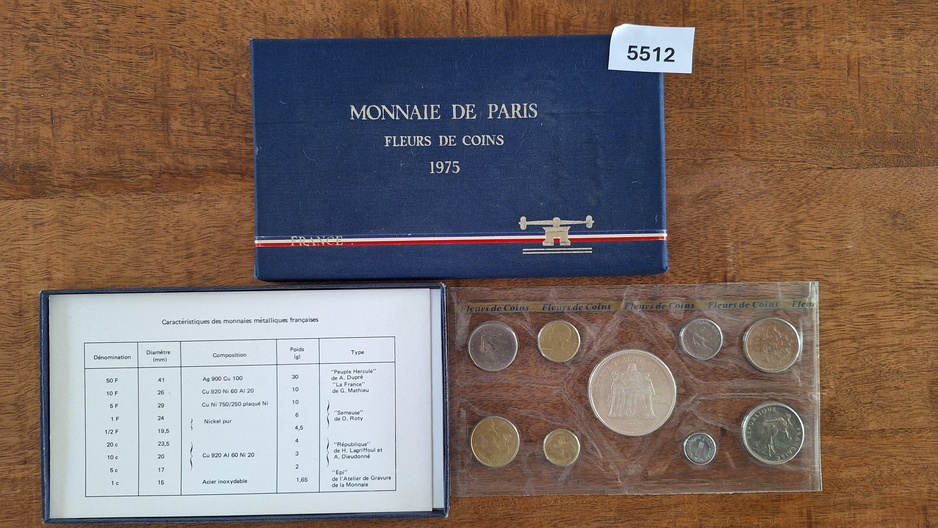 5512
MONNAIE DE PARIS
FLEURS DE COINS
1975
FRANCE
Caractéristiques des monnaies métalliques françaises
Dénomination Diamètre (mm) Composition Poids (g) Type
50 F 41 Ag 900 Cu 100 30 "Peuple Hercule" de A. Dupré
10 F 26 Cu 920 Ni 60 Al 20 10 "La France" de G. Mathieu
5 F 29 Cu Ni 750/250 plaqué Ni 10
1 F 24 Nickel pur 6 "Semeuse" de O. Roty
1/2 F 19,5 4,5
20 c 23,5 4
10 c 20 Cu 920 Al 60 Ni 20 3 "République" de H. Lagriffoul et A. Dieudonné
5 c 17 2
1 c 15 Acier inoxydable 1,65 "Epi" de l'Atelier de Gravure de la Monnaie
Fleurs de Coins Fleurs de Coins Fleurs de Coins Fleurs de Coins Fleurs